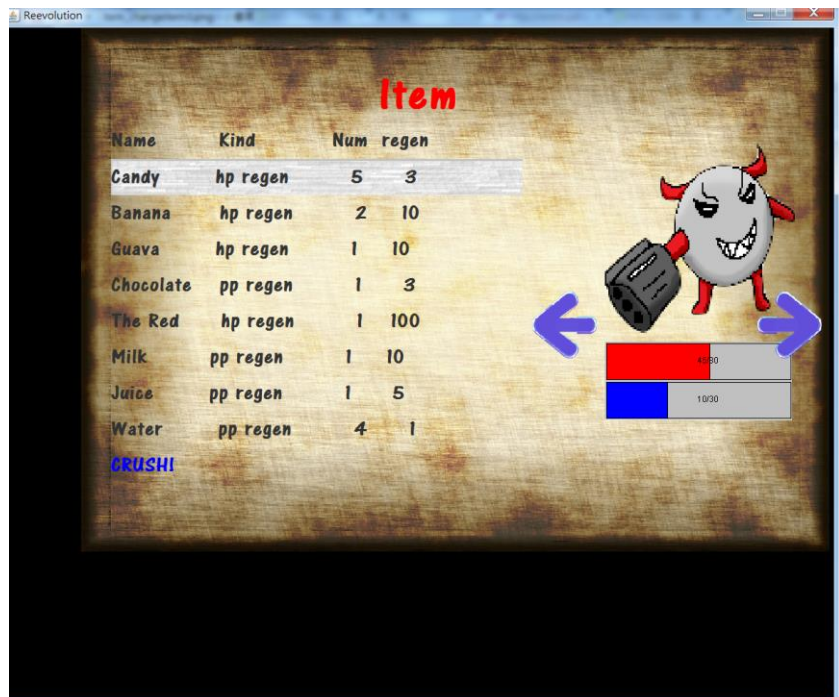 Reevolution
Item
Name Kind Num regen
Candy hp regen 5 3
Banana hp regen 2 10
Guava hp regen 1 10
Chocolate pp regen 1 3
The Red hp regen 1 100
Milk pp regen 1 10
Juice pp regen 1 5
Water pp regen 4 1
CRUSH!
10/30